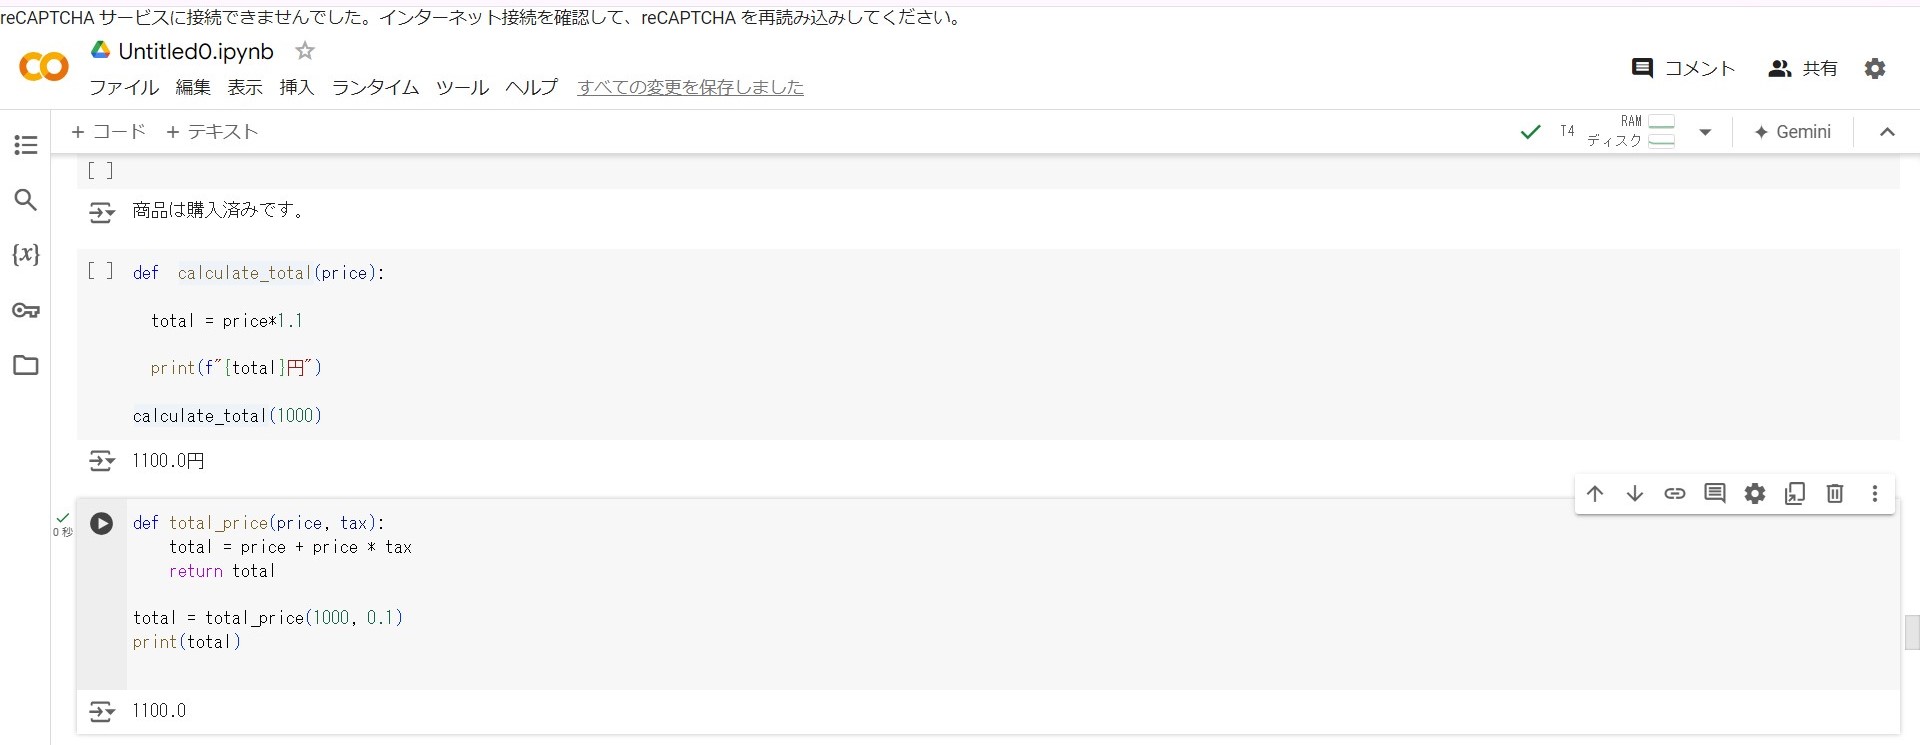 reCAPTCHA サービスに接続できませんでした。インターネット接続を確認して、reCAPTCHA を再読み込みしてください。
Untitled0.ipynb
ファイル 編集 表示 挿入 ランタイム ツール ヘルプ すべての変更を保存しました
コメント 共有
+ コード + テキスト
T4 RAM
ディスク
Gemini
[ ]
商品は購入済みです。
[ ] def  calculate_total(price):
total = price*1.1
print(f"{total}円")
calculate_total(1000)
1100.0円
0 秒
def total_price(price, tax):
total = price + price * tax
return total
total = total_price(1000, 0.1)
print(total)
1100.0
{x}